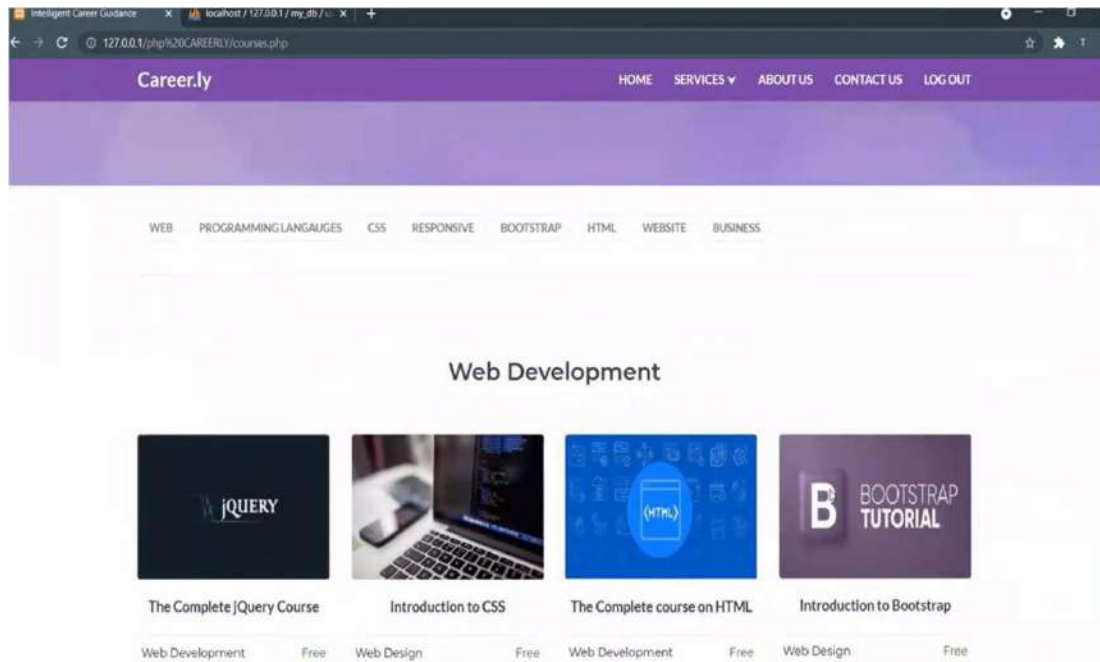 Intelligent Career Guidance
localhost / 127.0.0.1 / my_db /
127.0.0.1/php%20CAREERLY/courses.php
Career.ly
HOME SERVICES ABOUT US CONTACT US LOG OUT
WEB PROGRAMMING LANGAUGES CSS RESPONSIVE BOOTSTRAP HTML WEBSITE BUSINESS
Web Development
jQUERY
<HTML>
B BOOTSTRAP
TUTORIAL
The Complete jQuery Course Introduction to CSS The Complete course on HTML Introduction to Bootstrap
Web Development Free Web Design Free Web Development Free Web Design Free